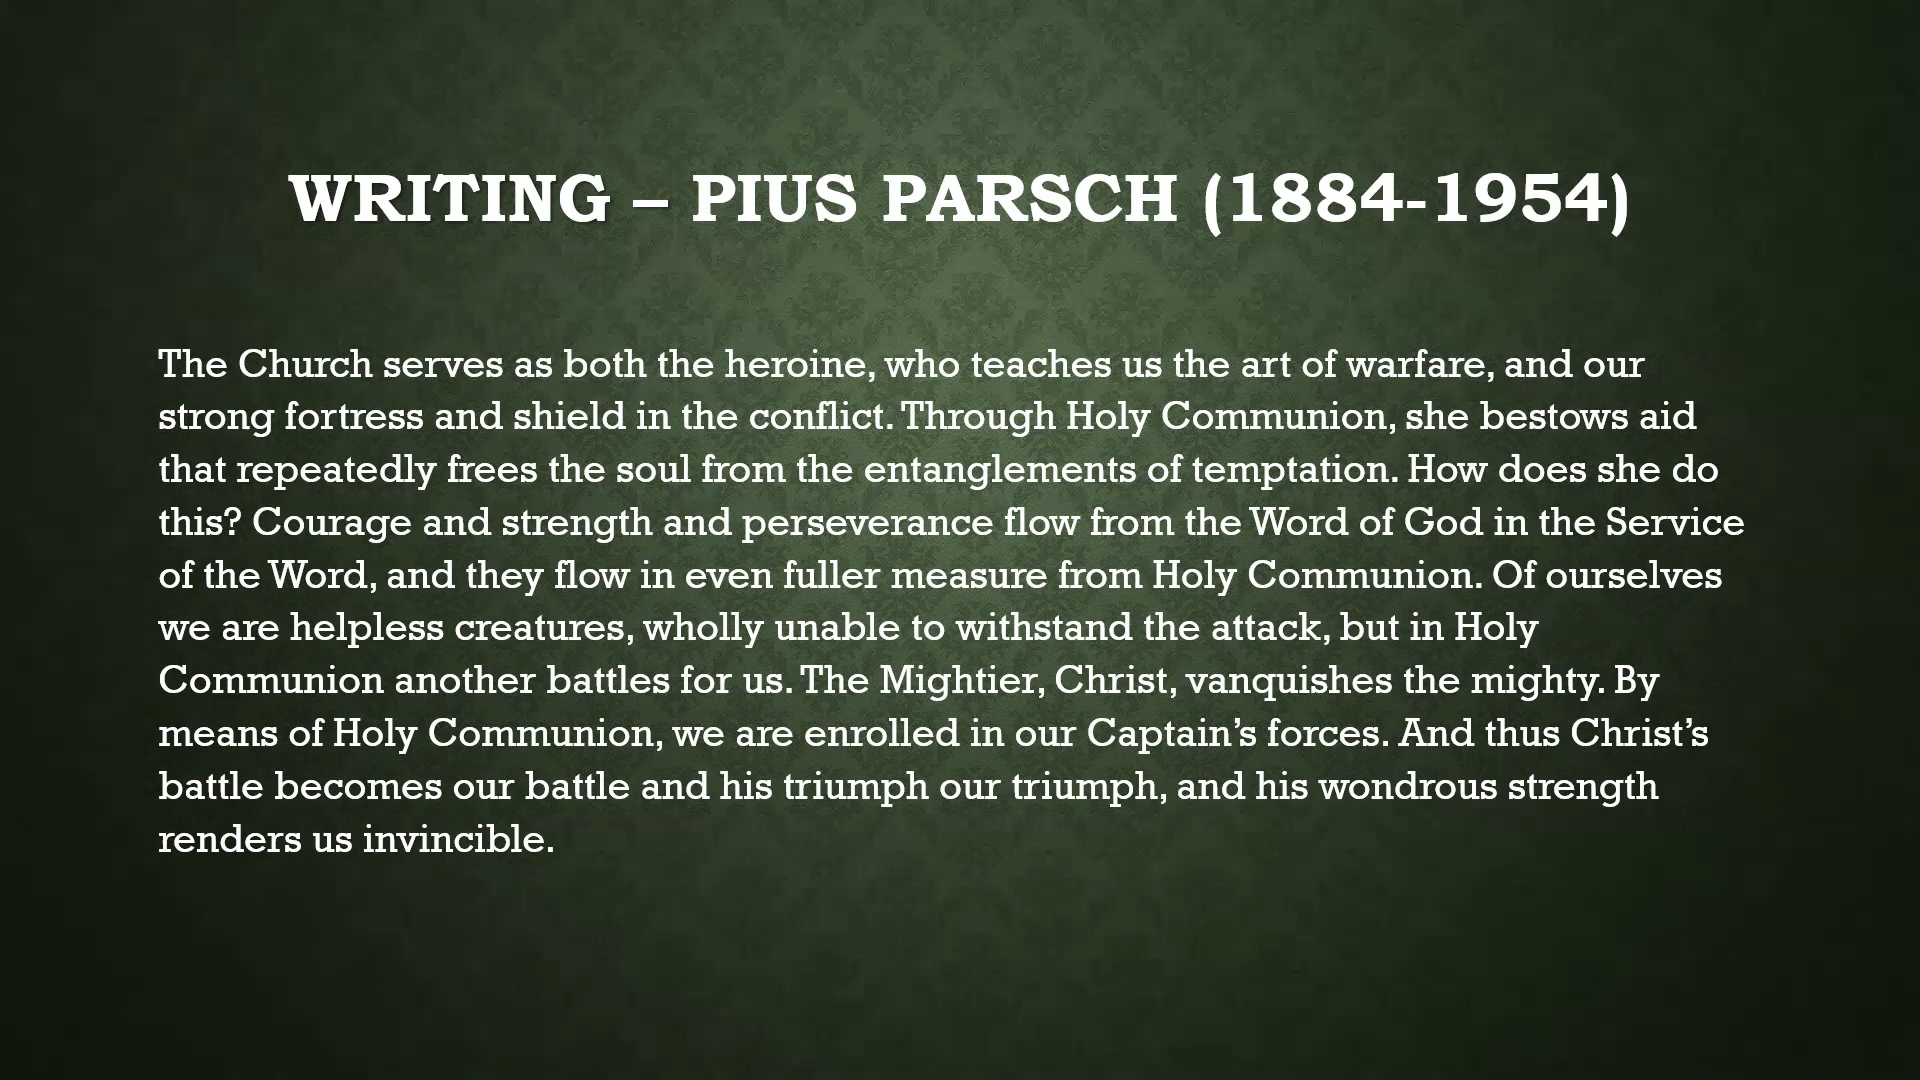 WRITING – PIUS PARSCH (1884-1954)
The Church serves as both the heroine, who teaches us the art of warfare, and our
strong fortress and shield in the conflict. Through Holy Communion, she bestows aid
that repeatedly frees the soul from the entanglements of temptation. How does she do
this? Courage and strength and perseverance flow from the Word of God in the Service
of the Word, and they flow in even fuller measure from Holy Communion. Of ourselves
we are helpless creatures, wholly unable to withstand the attack, but in Holy
Communion another battles for us. The Mightier, Christ, vanquishes the mighty. By
means of Holy Communion, we are enrolled in our Captain’s forces. And thus Christ’s
battle becomes our battle and his triumph our triumph, and his wondrous strength
renders us invincible.